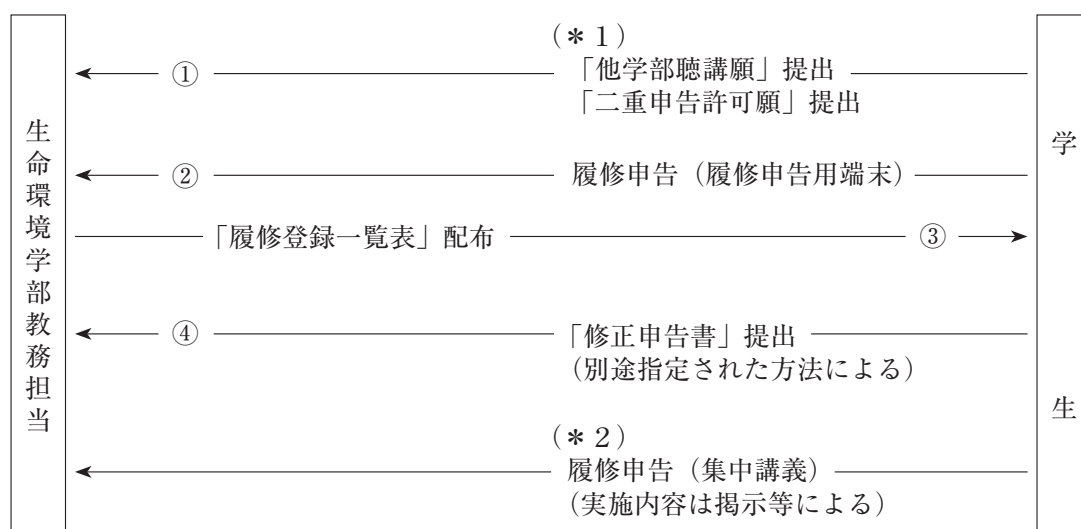 (＊1)
① 「他学部聴講願」提出
「二重申告許可願」提出
② 履修申告（履修申告用端末）
「履修登録一覧表」配布 ③
④ 「修正申告書」提出
（別途指定された方法による）
(＊2)
履修申告（集中講義）
（実施内容は掲示等による）
生命環境学部教務担当
学生